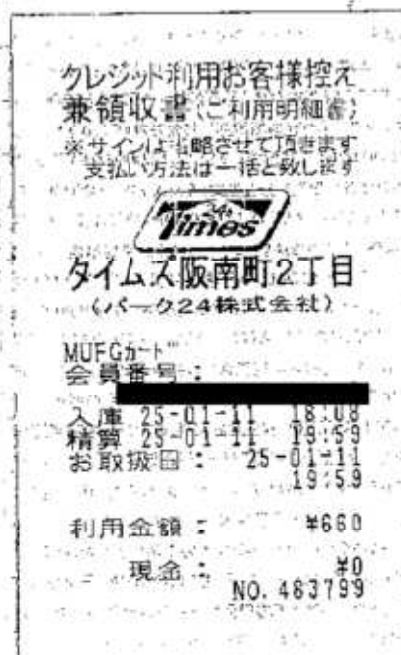 クレジット利用お客様控え
兼領収書(ご利用明細書)
※サインは省略させて頂きます
支払い方法は一括と致します
24h
Times
タイムズ阪南町2丁目
(パーク24株式会社)
MUFGカード
会員番号:
入庫 25-01-11 18:08
精算 25-01-11 19:59
お取扱日: 25-01-11
19:59
利用金額: ¥660
現金: ¥0
NO. 483799